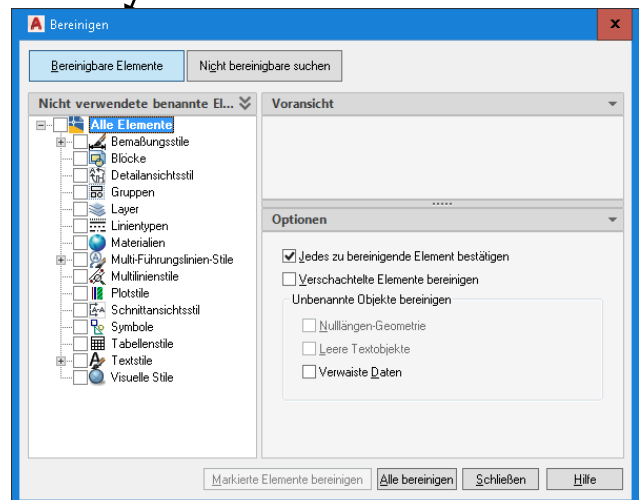 Bereinigen
Bereinigbare Elemente
Nicht bereinigbare suchen
Nicht verwendete benannte El...
Alle Elemente
Bemaßungsstile
Blöcke
Detailansichtsstil
Gruppen
Layer
Linientypen
Materialien
Multi-Führungslinien-Stile
Multilinienstile
Plotstile
Schnittansichtsstil
Symbole
Tabellenstile
Textstile
Visuelle Stile
Voransicht
Optionen
Jedes zu bereinigende Element bestätigen
Verschachtelte Elemente bereinigen
Unbenannte Objekte bereinigen
Nulllängen-Geometrie
Leere Textobjekte
Verwaiste Daten
Markierte Elemente bereinigen
Alle bereinigen
Schließen
Hilfe